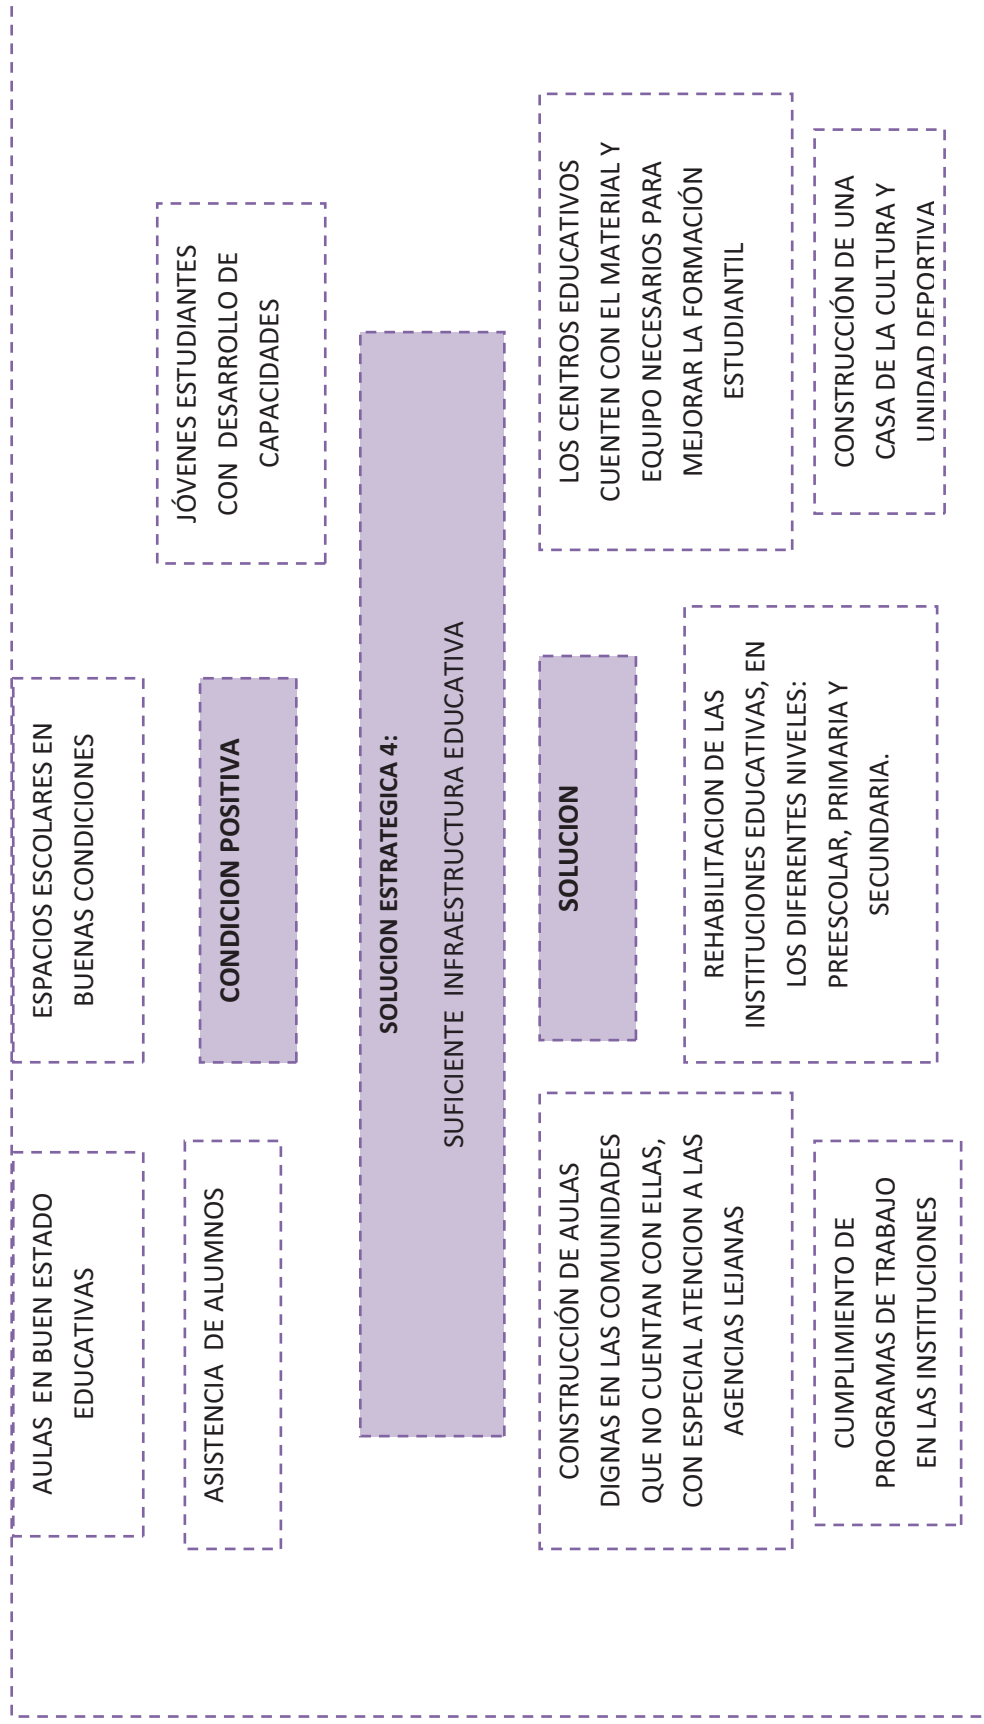 AULAS EN BUEN ESTADO
EDUCATIVAS
ESPACIOS ESCOLARES EN
BUENAS CONDICIONES
ASISTENCIA DE ALUMNOS
CONDICION POSITIVA
JÓVENES ESTUDIANTES
CON DESARROLLO DE
CAPACIDADES
SOLUCION ESTRATEGICA 4:
SUFICIENTE INFRAESTRUCTURA EDUCATIVA
CONSTRUCCIÓN DE AULAS
DIGNAS EN LAS COMUNIDADES
QUE NO CUENTAN CON ELLAS,
CON ESPECIAL ATENCION A LAS
AGENCIAS LEJANAS
SOLUCION
LOS CENTROS EDUCATIVOS
CUENTEN CON EL MATERIAL Y
EQUIPO NECESARIOS PARA
MEJORAR LA FORMACIÓN
ESTUDIANTIL
REHABILITACION DE LAS
INSTITUCIONES EDUCATIVAS, EN
LOS DIFERENTES NIVELES:
PREESCOLAR, PRIMARIA Y
SECUNDARIA.
CUMPLIMIENTO DE
PROGRAMAS DE TRABAJO
EN LAS INSTITUCIONES
CONSTRUCCIÓN DE UNA
CASA DE LA CULTURA Y
UNIDAD DEPORTIVA